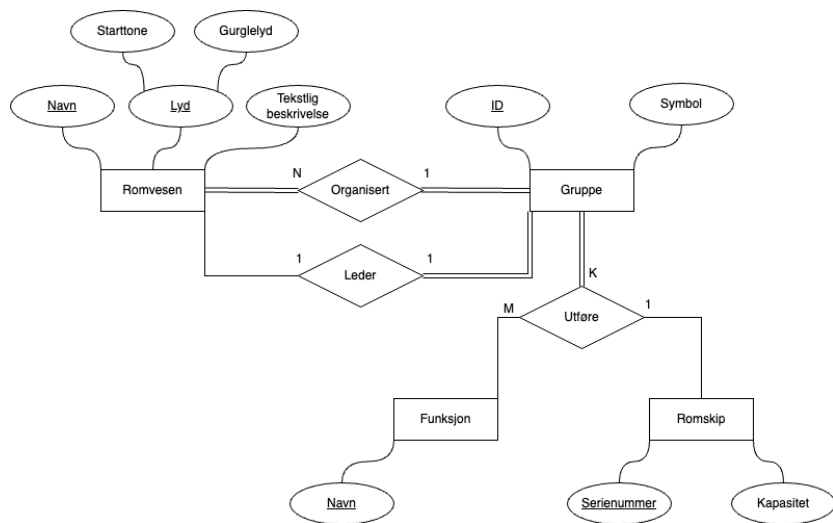 Starttone
Gurglelyd
Navn
Lyd
Tekstlig
beskrivelse
ID
Symbol
Romvesen
N
Organisert
1
Gruppe
1
Leder
1
K
M
Utføre
1
Funksjon
Romskip
Navn
Serienummer
Kapasitet